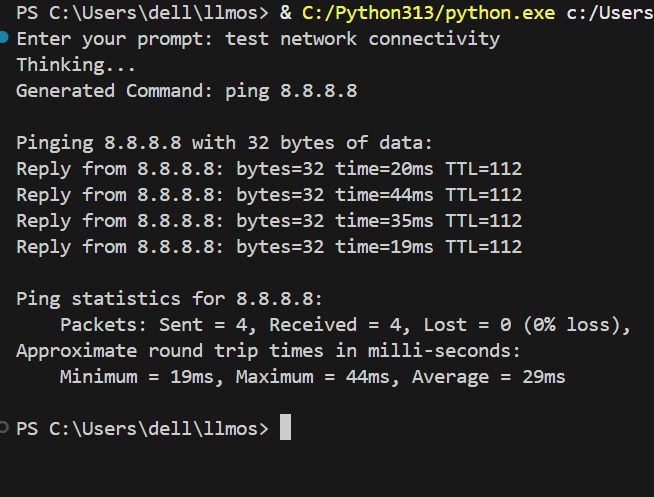 PS C:\Users\dell\llmos> & C:/Python313/python.exe c:/Users
Enter your prompt: test network connectivity
Thinking...
Generated Command: ping 8.8.8.8
Pinging 8.8.8.8 with 32 bytes of data:
Reply from 8.8.8.8: bytes=32 time=20ms TTL=112
Reply from 8.8.8.8: bytes=32 time=44ms TTL=112
Reply from 8.8.8.8: bytes=32 time=35ms TTL=112
Reply from 8.8.8.8: bytes=32 time=19ms TTL=112
Ping statistics for 8.8.8.8:
    Packets: Sent = 4, Received = 4, Lost = 0 (0% loss),
Approximate round trip times in milli-seconds:
    Minimum = 19ms, Maximum = 44ms, Average = 29ms
PS C:\Users\dell\llmos>